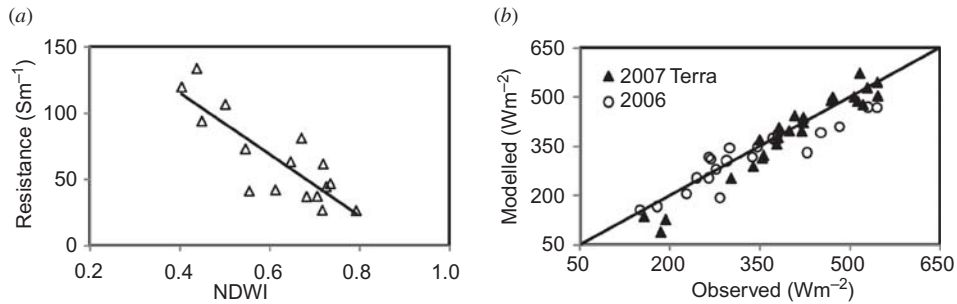 (a)
150
100
50
0
Resistance (Sm−1)
0.2 0.4 0.6 0.8 1.0
NDWI
(b)
650
500
350
200
50
Modelled (Wm−2)
2007 Terra
2006
50 200 350 500 650
Observed (Wm−2)